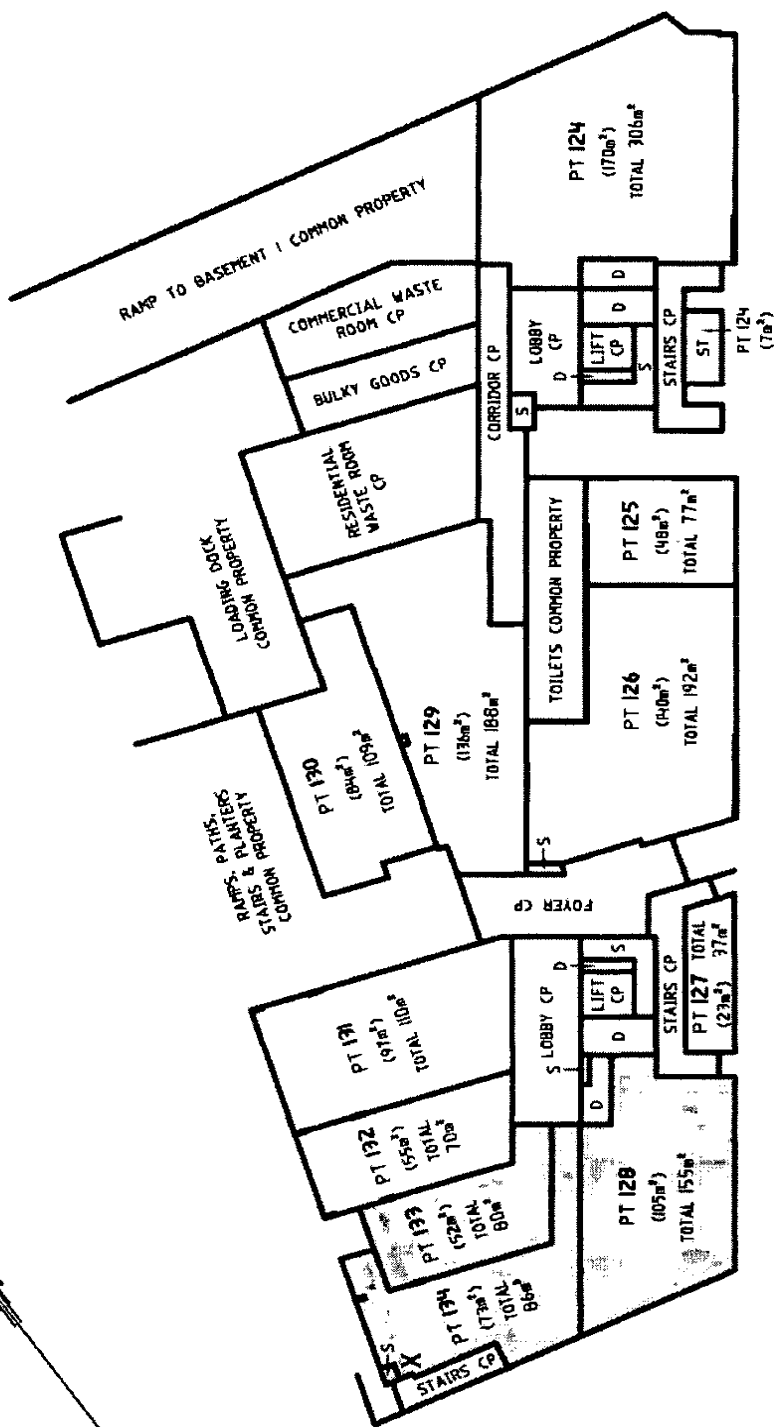 RAMP TO BASEMENT 1 COMMON PROPERTY
PT 124
(170m²)
TOTAL 306m²
COMMERCIAL WASTE
ROOM CP
BULKY GOODS CP
RESIDENTIAL
WASTE ROOM
CP
CORRIDOR CP
LOBBY
CP
D
D
LIFT
CP
D
S
S
STAIRS CP
ST
PT 124
(7m²)
LOADING DOCK
COMMON PROPERTY
TOILETS COMMON PROPERTY
PT 125
(48m²)
TOTAL 77m²
PT 126
(140m²)
TOTAL 192m²
PT 129
(136m²)
TOTAL 188m²
PT 130
(84m²)
TOTAL 109m²
RAMPS, PATHS,
STAIRS & PLANTERS
COMMON PROPERTY
S
FOYER CP
PT 131
(97m²)
TOTAL 110m²
LOBBY CP
D
S
LIFT
CP
D
S
D
STAIRS CP
PT 127 TOTAL
(23m²) 37m²
PT 132
(55m²)
TOTAL
70m²
PT 133
(52m²)
TOTAL
80m²
PT 128
(105m²)
TOTAL 155m²
PT 134
(73m²)
TOTAL
86m²
S
X
STAIRS CP